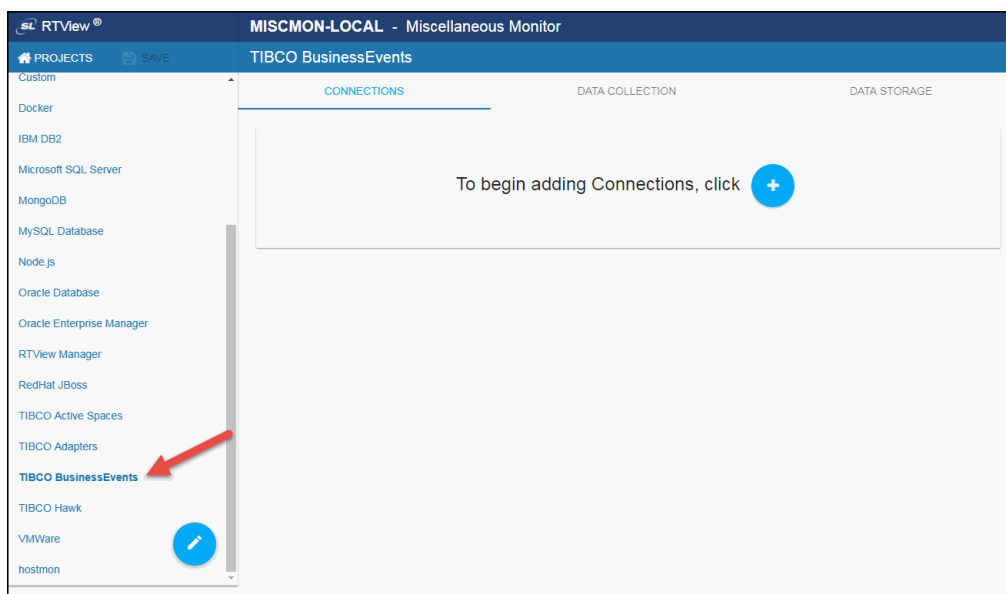 SL RTView ®
MISCMON-LOCAL - Miscellaneous Monitor
PROJECTS
SAVE
TIBCO BusinessEvents
Custom
Docker
IBM DB2
Microsoft SQL Server
MongoDB
MySQL Database
Node.js
Oracle Database
Oracle Enterprise Manager
RTView Manager
RedHat JBoss
TIBCO Active Spaces
TIBCO Adapters
TIBCO BusinessEvents
TIBCO Hawk
VMWare
hostmon
CONNECTIONS
DATA COLLECTION
DATA STORAGE
To begin adding Connections, click +